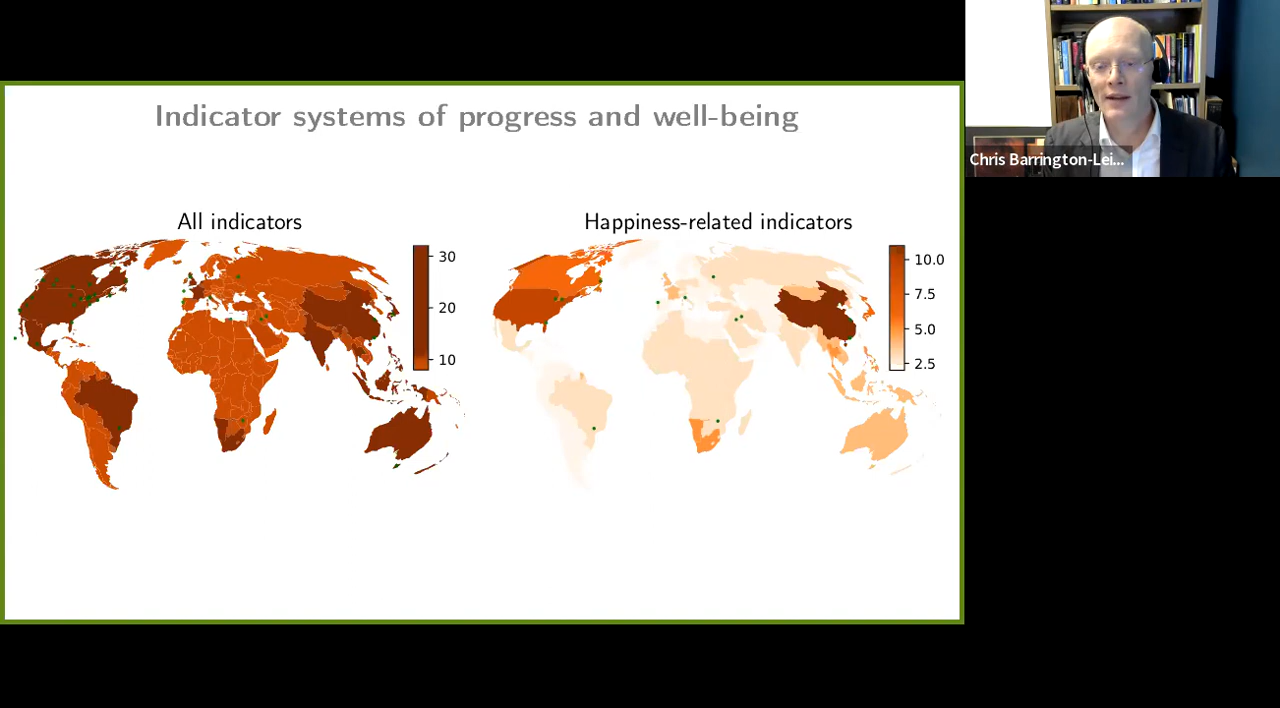 Indicator systems of progress and well-being
All indicators
Happiness-related indicators
30
20
10
10.0
7.5
5.0
2.5
Chris Barrington-Lei...